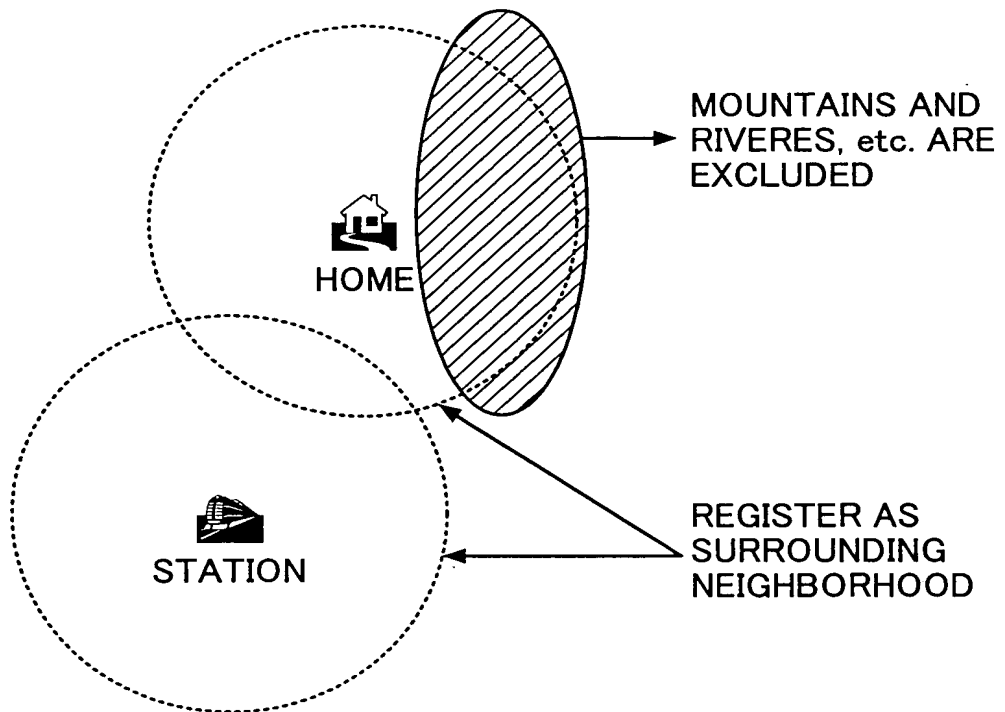 MOUNTAINS AND
RIVERES, etc. ARE
EXCLUDED
HOME
STATION
REGISTER AS
SURROUNDING
NEIGHBORHOOD